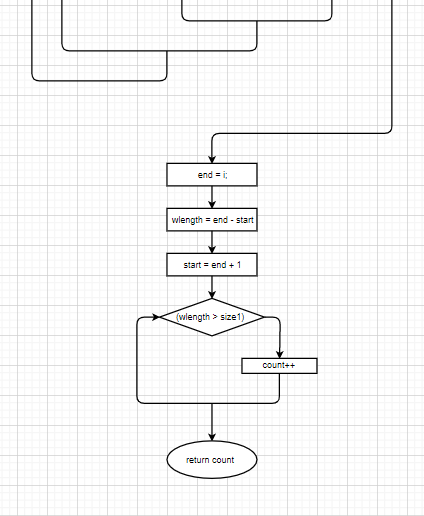 end = i;
wlength = end - start
start = end + 1
(wlength > size1)
count++
return count